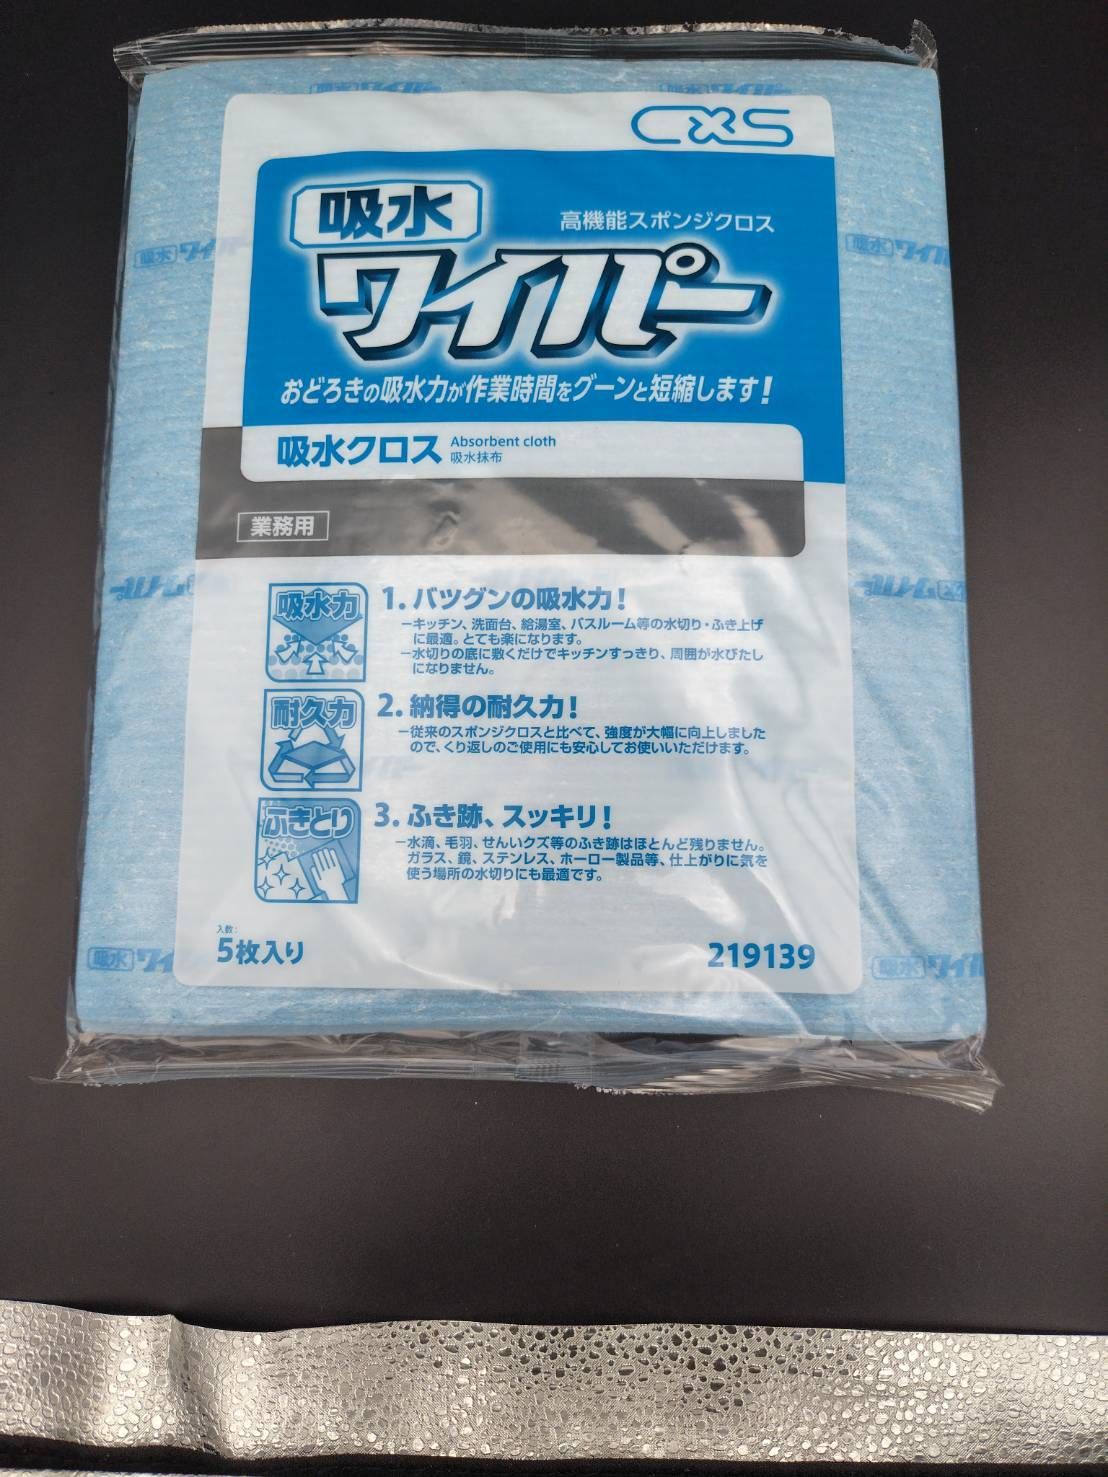 吸水ワイパー
吸水ワイパー
CxS
吸水
高機能スポンジクロス
ワイパー
おどろきの吸水力が作業時間をグーンと短縮します!
吸水クロス Absorbent cloth
吸水抹布
業務用
吸水力
1. バツグンの吸水力!
−キッチン、洗面台、給湯室、バスルーム等の水切り・ふき上げ
に最適。とても楽になります。
−水切りの底に敷くだけでキッチンすっきり、周囲が水びたし
になりません。
耐久力
2. 納得の耐久力!
−従来のスポンジクロスと比べて、強度が大幅に向上しました
ので、くり返しのご使用にも安心してお使いいただけます。
ふきとり
3. ふき跡、スッキリ!
−水滴、毛羽、せんいクズ等のふき跡はほとんど残りません。
ガラス、鏡、ステンレス、ホーロー製品等、仕上がりに気を
使う場所の水切りにも最適です。
入数:
5枚入り
219139